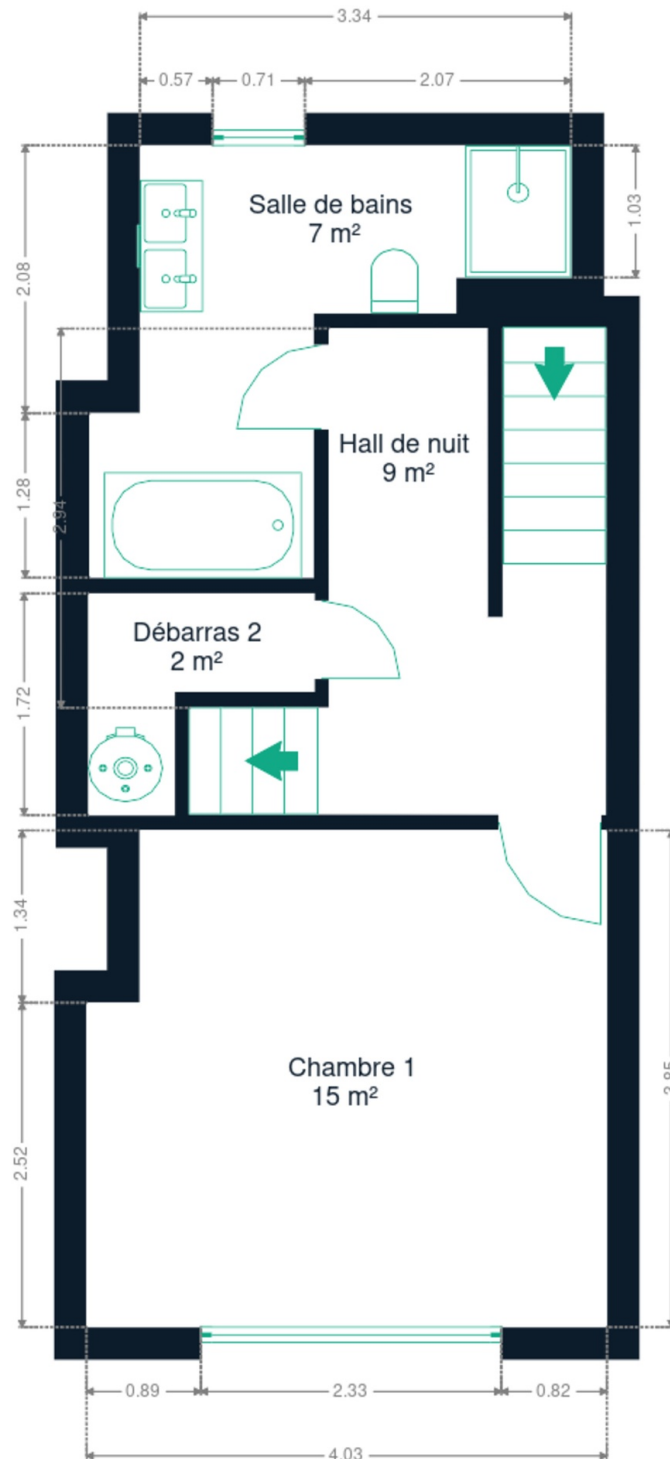 3.34
0.57
0.71
2.07
Salle de bains
7 m²
1.03
2.08
Hall de nuit
9 m²
1.28
2.94
Débarras 2
2 m²
1.72
1.34
Chambre 1
15 m²
3.85
2.52
0.89
2.33
0.82
4.03